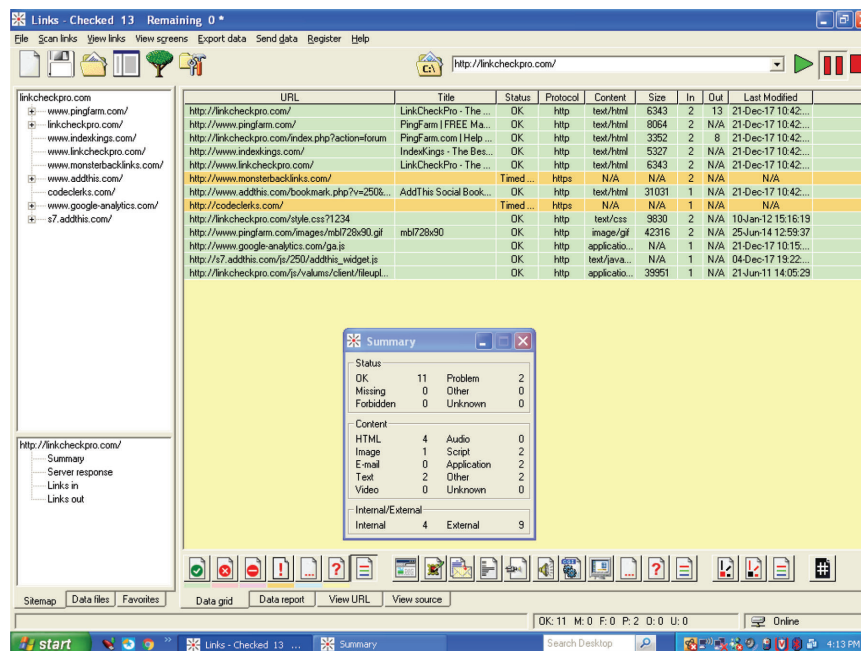 Links - Checked 13 Remaining 0 *
File Scan links View links View screens Export data Send data Register Help
C:\ http://linkcheckpro.com/
linkcheckpro.com
www.pingfarm.com/
linkcheckpro.com/
www.indexkings.com/
www.linkcheckpro.com/
www.monsterbacklinks.com/
www.addthis.com/
codeclerks.com/
www.google-analytics.com/
s7.addthis.com/
URL Title Status Protocol Content Size In Out Last Modified
http://linkcheckpro.com/ LinkCheckPro - The ... OK http text/html 6343 2 13 21-Dec-17 10:42:...
http://www.pingfarm.com/ PingFarm | FREE Ma... OK http text/html 8064 2 N/A 21-Dec-17 10:42:...
http://linkcheckpro.com/index.php?action=forum PingFarm.com | Help ... OK http text/html 3352 2 8 21-Dec-17 10:42:...
http://www.indexkings.com/ IndexKings - The Bes... OK http text/html 5327 2 N/A 21-Dec-17 10:42:...
http://www.linkcheckpro.com/ LinkCheckPro - The ... OK http text/html 6343 2 N/A 21-Dec-17 10:42:...
http://www.monsterbacklinks.com/ Timed ... https N/A N/A 2 N/A N/A
http://www.addthis.com/bookmark.php?v=250&... AddThis Social Book... OK http text/html 31031 1 N/A 21-Dec-17 10:42:...
http://codeclerks.com/ Timed ... https N/A N/A 1 N/A N/A
http://linkcheckpro.com/style.css?1234 OK http text/css 9830 2 N/A 10-Jan-12 15:16:19
http://www.pingfarm.com/images/mbl728x90.gif mbl728x90 OK http image/gif 42316 2 N/A 25-Jun-14 12:59:37
http://www.google-analytics.com/ga.js OK http applicatio... N/A 1 N/A 21-Dec-17 10:15:...
http://s7.addthis.com/js/250/addthis_widget.js OK http text/java... N/A 1 N/A 04-Dec-17 19:22:...
http://linkcheckpro.com/js/valums/client/fileupl... OK http applicatio... 39951 1 N/A 21-Jun-11 14:05:29
Summary
Status
OK 11 Problem 2
Missing 0 Other 0
Forbidden 0 Unknown 0
Content
HTML 4 Audio 0
Image 1 Script 2
E-mail 0 Application 2
Text 2 Other 2
Video 0 Unknown 0
Internal/External
Internal 4 External 9
http://linkcheckpro.com/
Summary
Server response
Links in
Links out
Sitemap Data files Favorites Data grid Data report View URL View source
OK: 11 M: 0 F: 0 P: 2 O: 0 U: 0 Online
start Links - Checked 13 ... Summary Search Desktop 4:13 PM